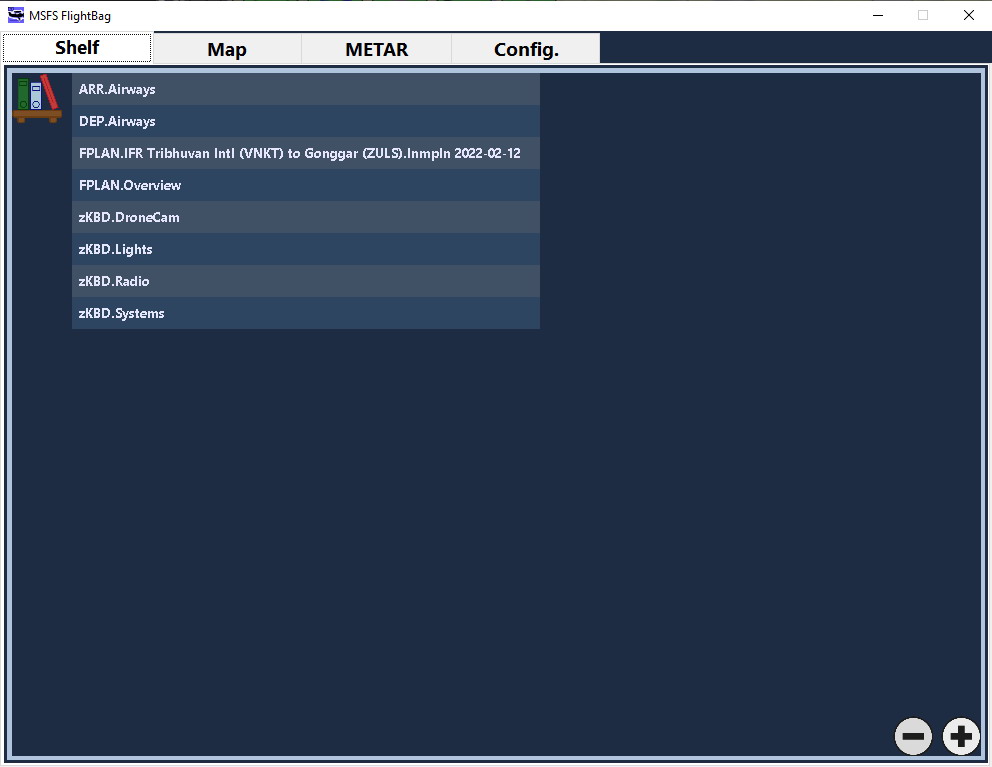 MSFS FlightBag
Shelf Map METAR Config.
ARR.Airways
DEP.Airways
FPLAN.IFR Tribhuvan Intl (VNKT) to Gonggar (ZULS).lnmpln 2022-02-12
FPLAN.Overview
zKBD.DroneCam
zKBD.Lights
zKBD.Radio
zKBD.Systems